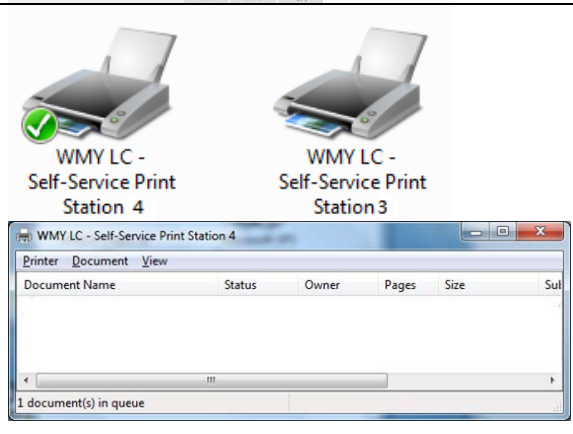 WMY LC -
Self-Service Print
Station 4
WMY LC -
Self-Service Print
Station 3
WMY LC - Self-Service Print Station 4
Printer Document View
Document Name Status Owner Pages Size Sul
1 document(s) in queue